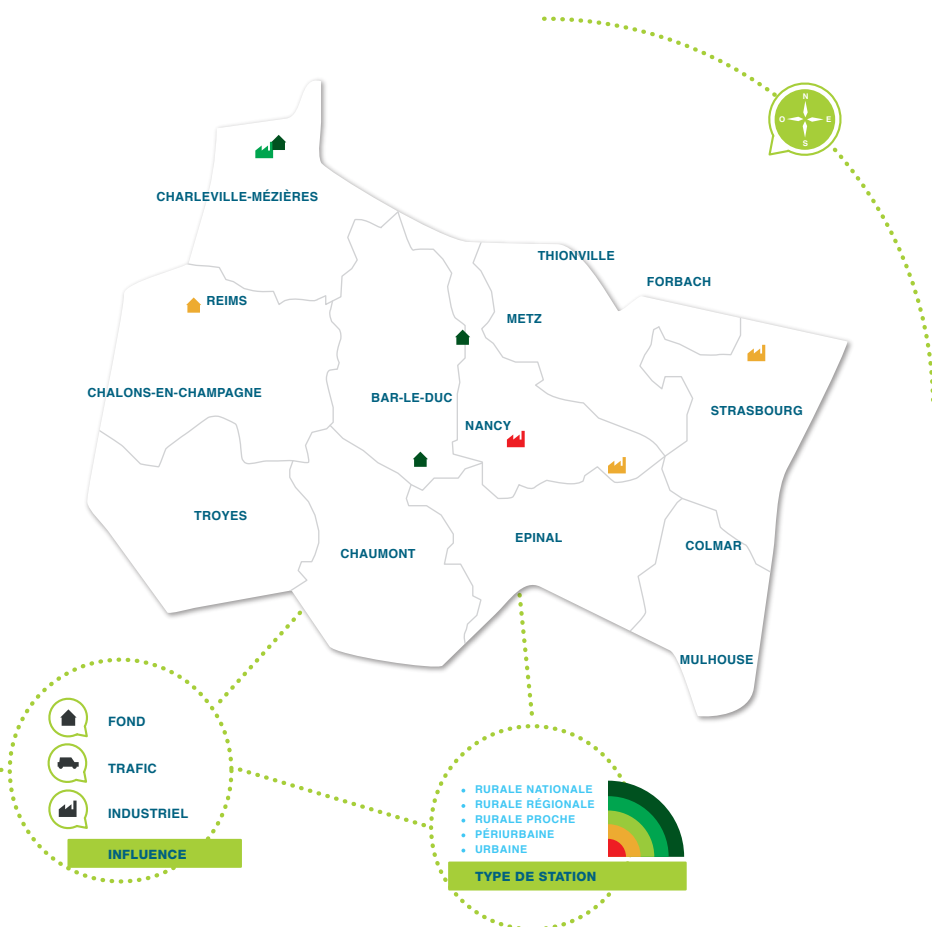 N
O E
S
CHARLEVILLE-MÉZIÈRES
THIONVILLE
FORBACH
REIMS
METZ
CHALONS-EN-CHAMPAGNE
BAR-LE-DUC
STRASBOURG
NANCY
TROYES
EPINAL
COLMAR
CHAUMONT
MULHOUSE
FOND
TRAFIC
INDUSTRIEL
INFLUENCE
• RURALE NATIONALE
• RURALE RÉGIONALE
• RURALE PROCHE
• PÉRIURBAINE
• URBAINE
TYPE DE STATION